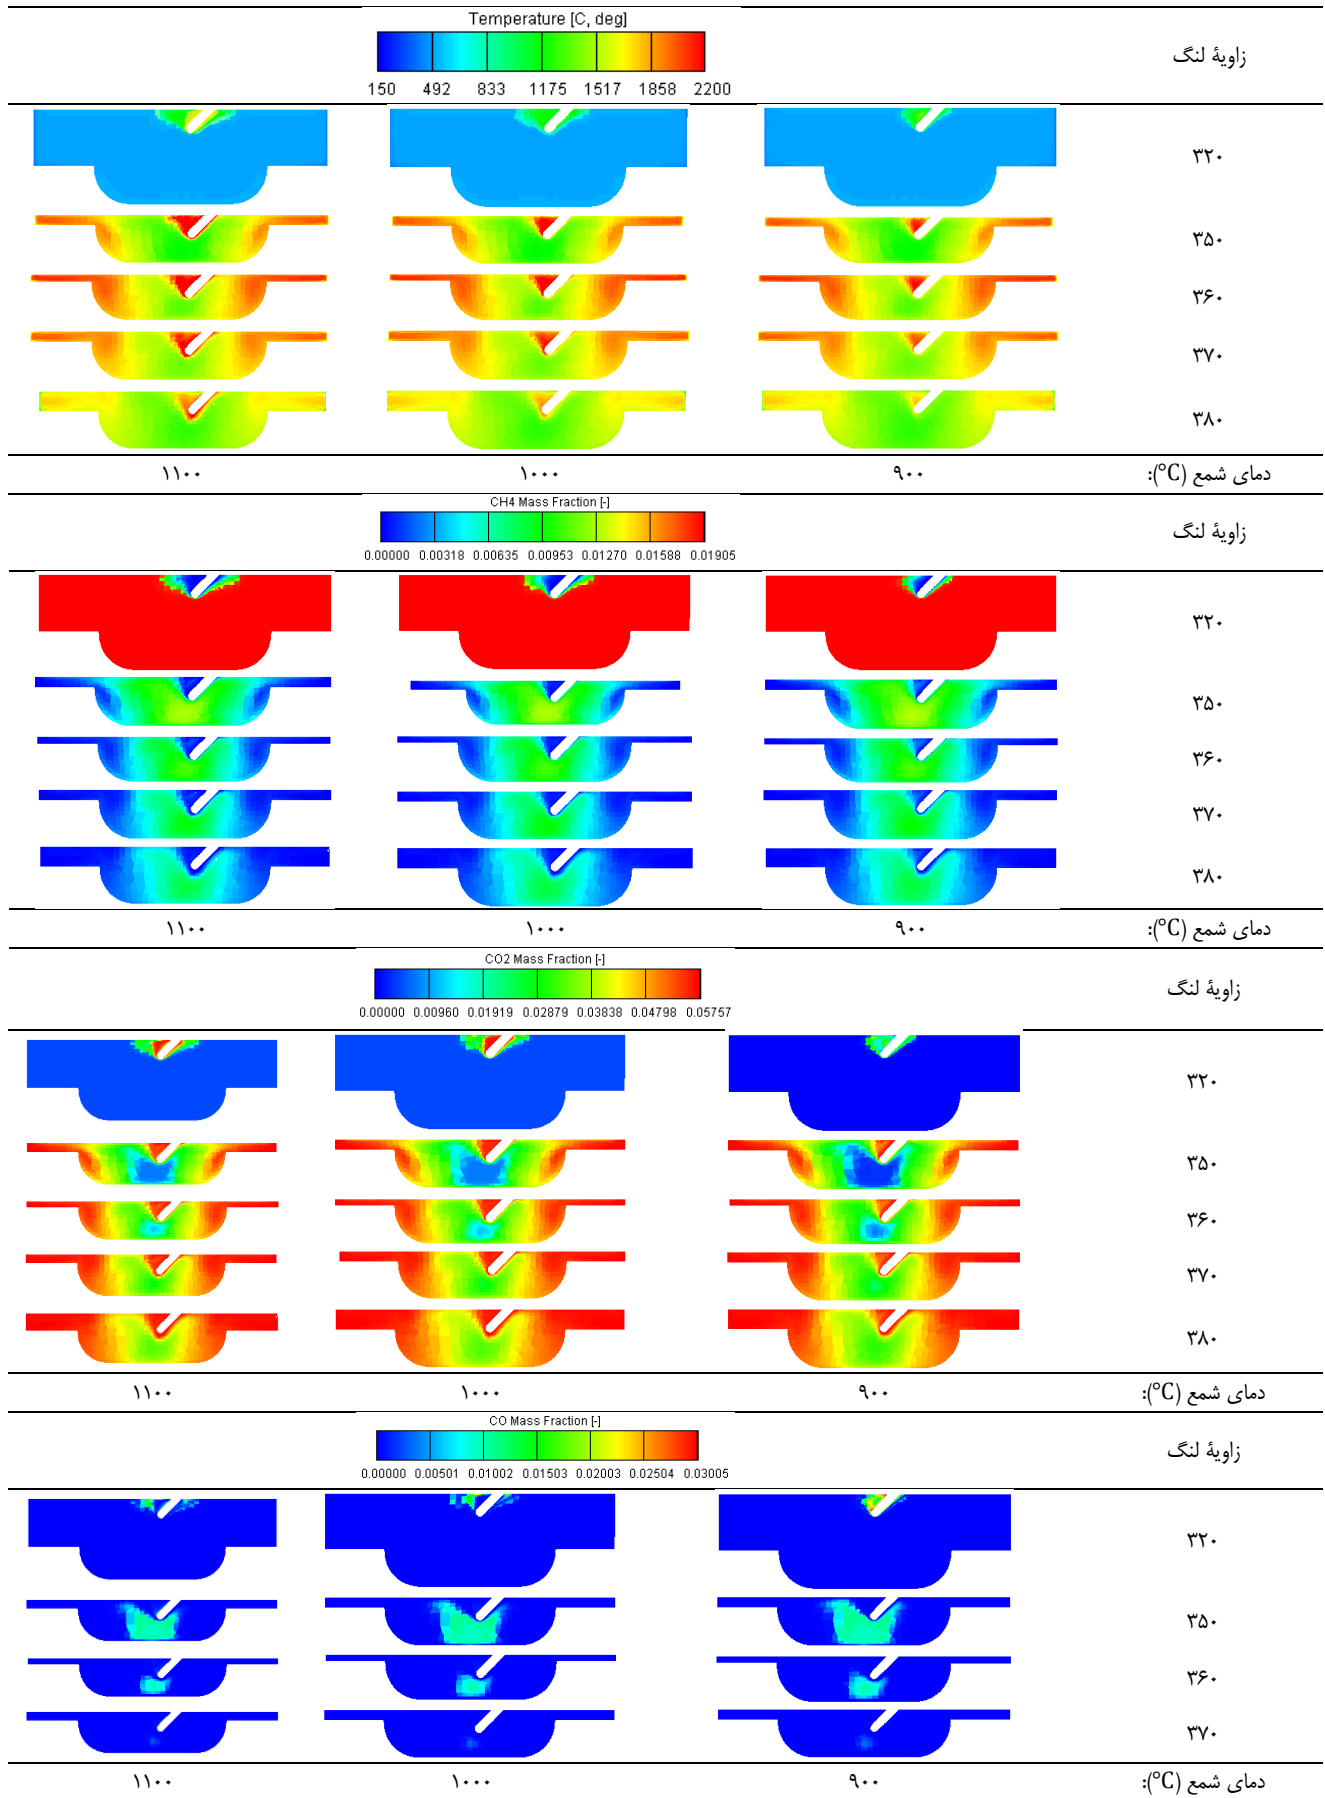 Temperature [C, deg]
150 492 833 1175 1517 1858 2200
زاویهٔ لنگ
۳۲۰
۳۵۰
۳۶۰
۳۷۰
۳۸۰
دمای شمع (°C): ۹۰۰ ۱۰۰۰ ۱۱۰۰
CH4 Mass Fraction [-]
0.00000 0.00318 0.00635 0.00953 0.01270 0.01588 0.01905
زاویهٔ لنگ
۳۲۰
۳۵۰
۳۶۰
۳۷۰
۳۸۰
دمای شمع (°C): ۹۰۰ ۱۰۰۰ ۱۱۰۰
CO2 Mass Fraction [-]
0.00000 0.00960 0.01919 0.02879 0.03838 0.04798 0.05757
زاویهٔ لنگ
۳۲۰
۳۵۰
۳۶۰
۳۷۰
۳۸۰
دمای شمع (°C): ۹۰۰ ۱۰۰۰ ۱۱۰۰
CO Mass Fraction [-]
0.00000 0.00501 0.01002 0.01503 0.02003 0.02504 0.03005
زاویهٔ لنگ
۳۲۰
۳۵۰
۳۶۰
۳۷۰
دمای شمع (°C): ۹۰۰ ۱۰۰۰ ۱۱۰۰